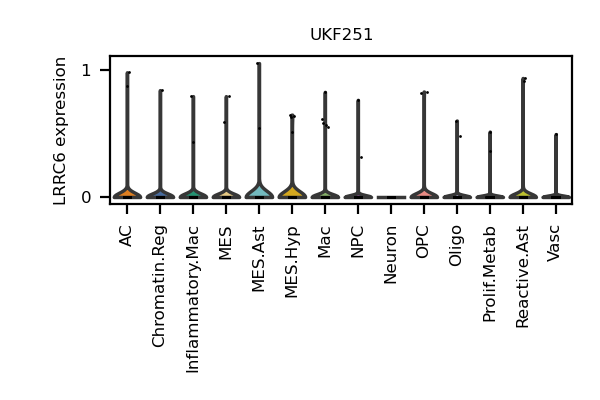 UKF251
LRRC6 expression
1
0
AC
Chromatin.Reg
Inflammatory.Mac
MES
MES.Ast
MES.Hyp
Mac
NPC
Neuron
OPC
Oligo
Prolif.Metab
Reactive.Ast
Vasc